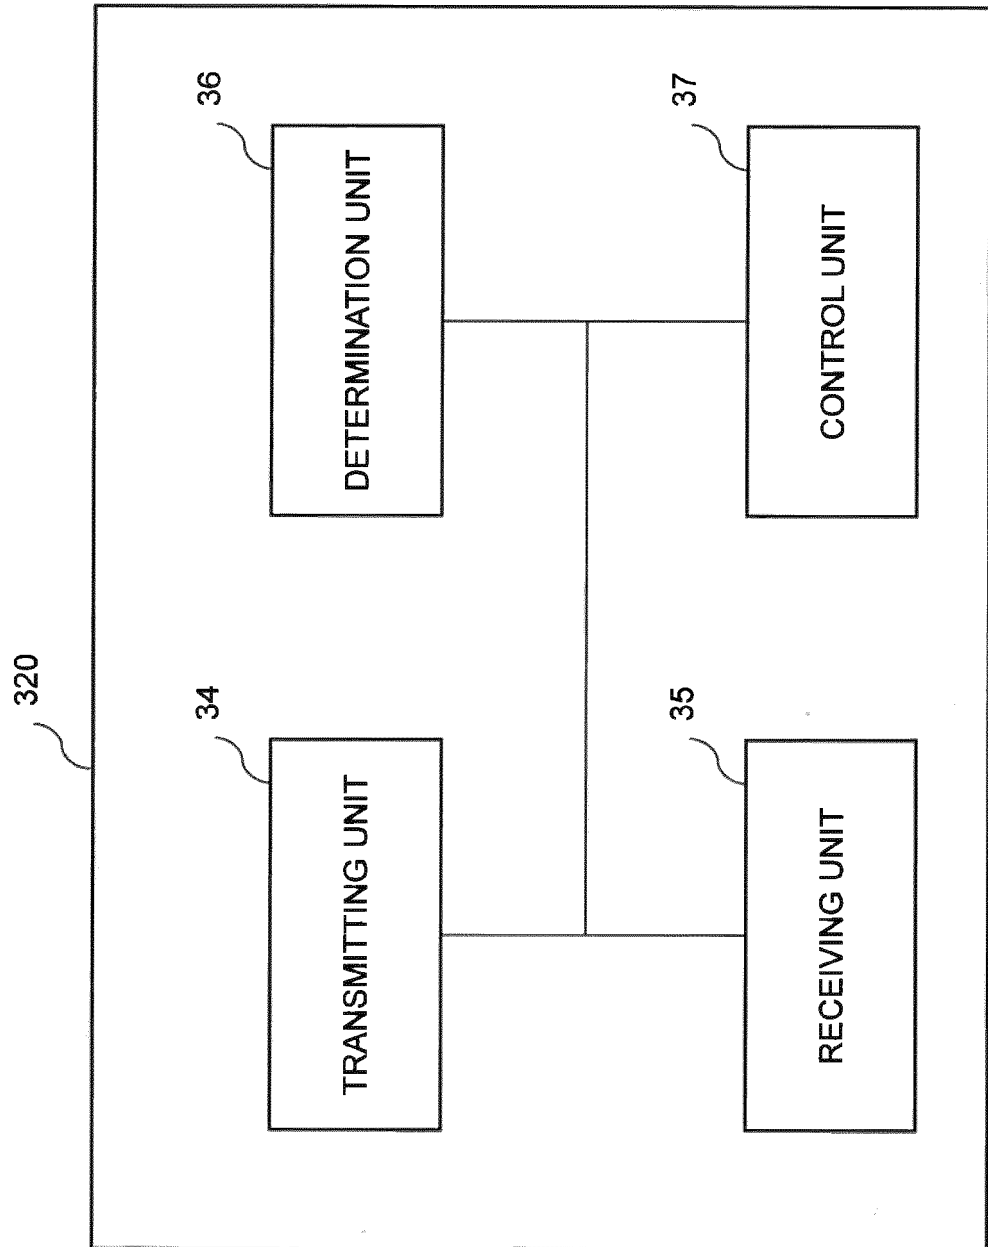 320
34
TRANSMITTING UNIT
36
DETERMINATION UNIT
35
RECEIVING UNIT
37
CONTROL UNIT